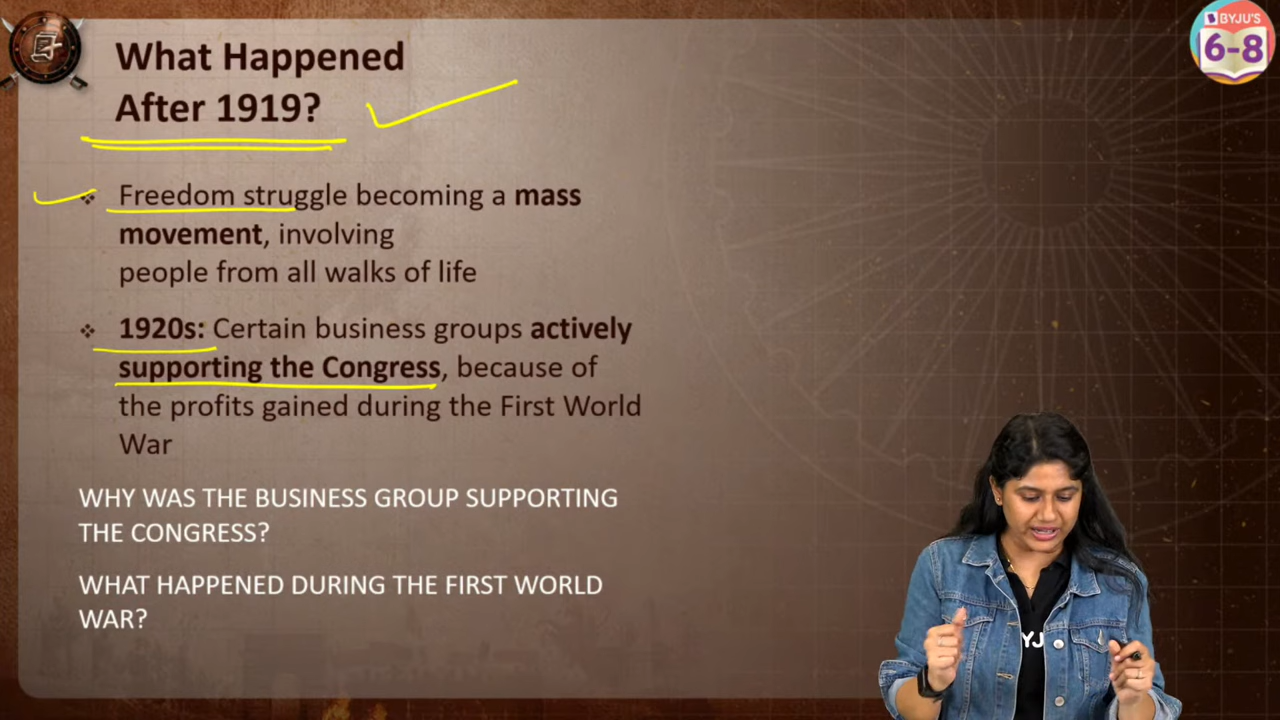 What Happened
After 1919?
BYJU'S
6-8
❖ Freedom struggle becoming a mass
movement, involving
people from all walks of life
❖ 1920s: Certain business groups actively
supporting the Congress, because of
the profits gained during the First World
War
WHY WAS THE BUSINESS GROUP SUPPORTING
THE CONGRESS?
WHAT HAPPENED DURING THE FIRST WORLD
WAR?
BYJ